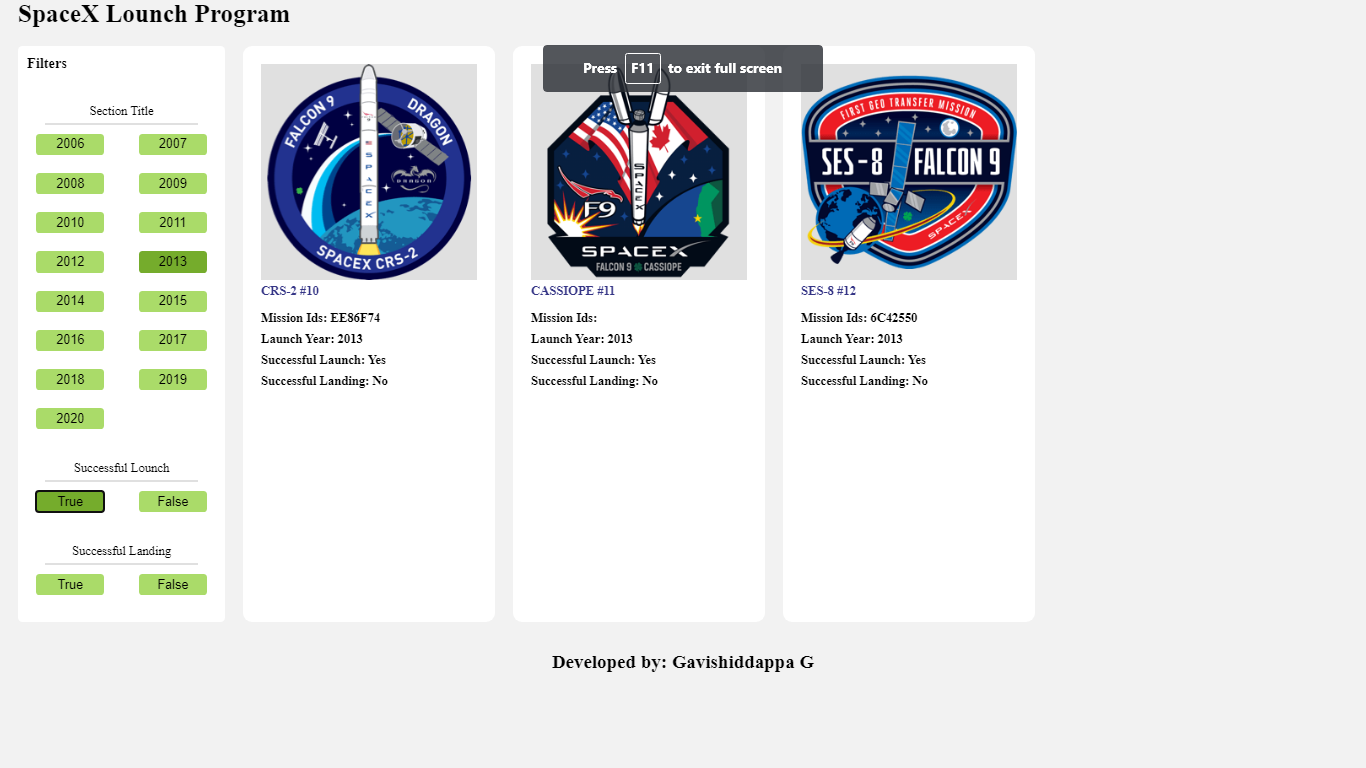 SpaceX Lounch Program
Press F11 to exit full screen
Filters
Section Title
2006 2007
2008 2009
2010 2011
2012 2013
2014 2015
2016 2017
2018 2019
2020
Successful Lounch
True False
Successful Landing
True False
FALCON 9
DRAGON
SPACEX
DRAGON
SPACEX CRS-2
CRS-2 #10
Mission Ids: EE86F74
Launch Year: 2013
Successful Launch: Yes
Successful Landing: No
SPACEX
F9
SPACEX
FALCON 9 CASSIOPE
CASSIOPE #11
Mission Ids:
Launch Year: 2013
Successful Launch: Yes
Successful Landing: No
FIRST GEO TRANSFER MISSION
SES-8 FALCON 9
SPACEX
SES-8 #12
Mission Ids: 6C42550
Launch Year: 2013
Successful Launch: Yes
Successful Landing: No
Developed by: Gavishiddappa G